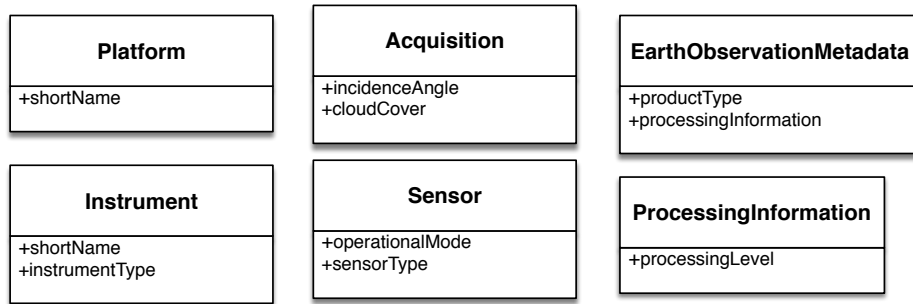 Platform
+shortName
Acquisition
+incidenceAngle
+cloudCover
EarthObservationMetadata
+productType
+processingInformation
Instrument
+shortName
+instrumentType
Sensor
+operationalMode
+sensorType
ProcessingInformation
+processingLevel